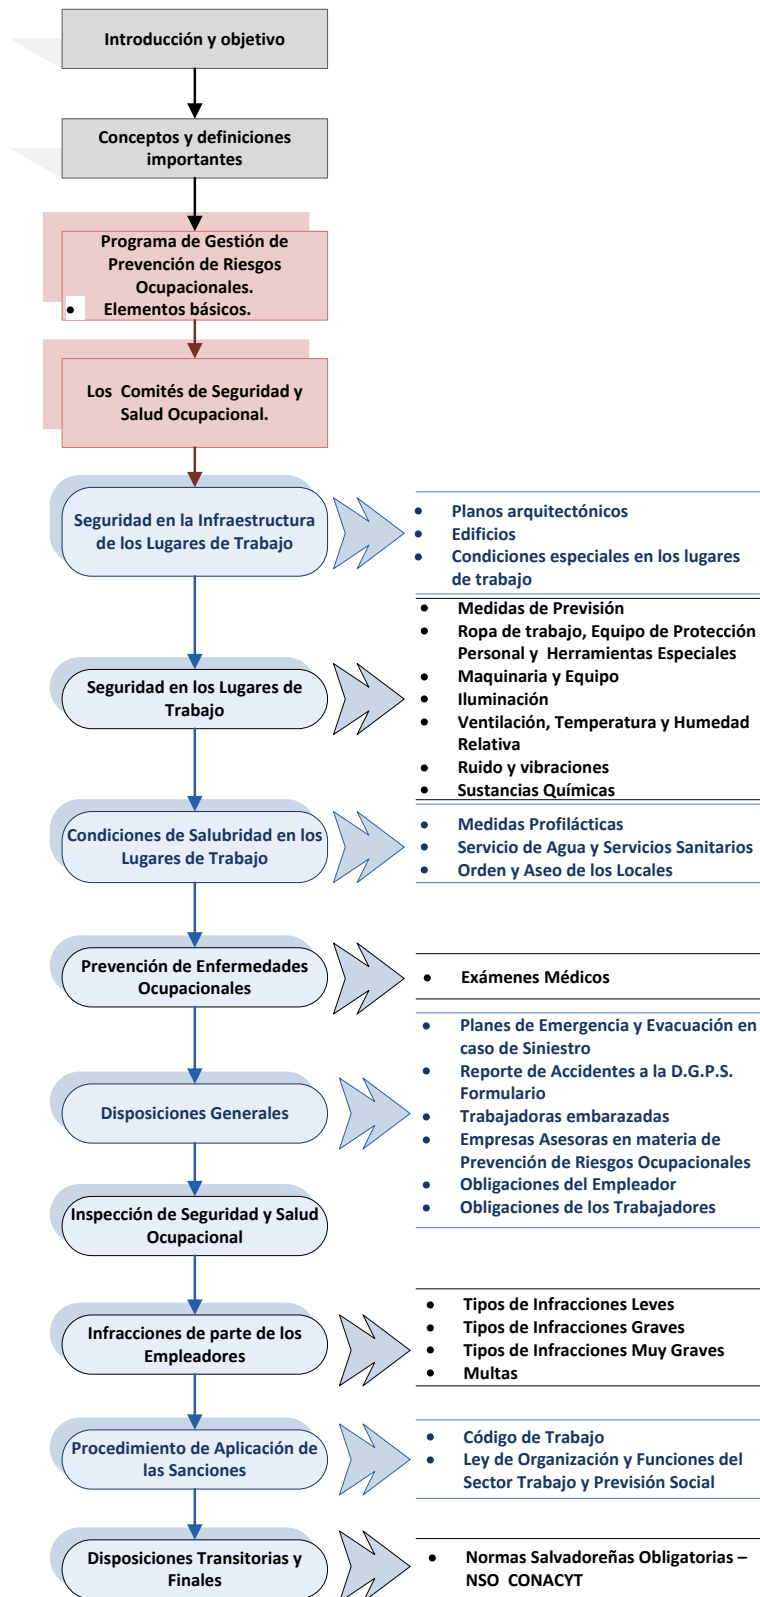 Introducción y objetivo
Conceptos y definiciones
importantes
Programa de Gestión de
Prevención de Riesgos
Ocupacionales.
• Elementos básicos.
Los Comités de Seguridad y
Salud Ocupacional.
Seguridad en la Infraestructura
de los Lugares de Trabajo
• Planos arquitectónicos
• Edificios
• Condiciones especiales en los lugares
de trabajo
Seguridad en los Lugares de
Trabajo
• Medidas de Previsión
• Ropa de trabajo, Equipo de Protección
Personal y Herramientas Especiales
• Maquinaria y Equipo
• Iluminación
• Ventilación, Temperatura y Humedad
Relativa
• Ruido y vibraciones
• Sustancias Químicas
Condiciones de Salubridad en los
Lugares de Trabajo
• Medidas Profilácticas
• Servicio de Agua y Servicios Sanitarios
• Orden y Aseo de los Locales
Prevención de Enfermedades
Ocupacionales
• Exámenes Médicos
Disposiciones Generales
• Planes de Emergencia y Evacuación en
caso de Siniestro
• Reporte de Accidentes a la D.G.P.S.
Formulario
• Trabajadoras embarazadas
• Empresas Asesoras en materia de
Prevención de Riesgos Ocupacionales
• Obligaciones del Empleador
• Obligaciones de los Trabajadores
Inspección de Seguridad y Salud
Ocupacional
Infracciones de parte de los
Empleadores
• Tipos de Infracciones Leves
• Tipos de Infracciones Graves
• Tipos de Infracciones Muy Graves
• Multas
Procedimiento de Aplicación de
las Sanciones
• Código de Trabajo
• Ley de Organización y Funciones del
Sector Trabajo y Previsión Social
Disposiciones Transitorias y
Finales
• Normas Salvadoreñas Obligatorias –
NSO CONACYT